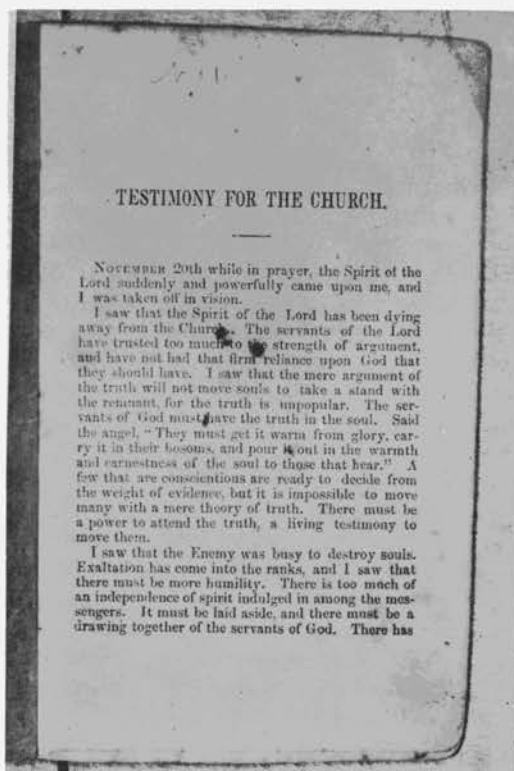 TESTIMONY FOR THE CHURCH.
NOVEMBER 20th while in prayer, the Spirit of the
Lord suddenly and powerfully came upon me, and
I was taken off in vision.
I saw that the Spirit of the Lord has been dying
away from the Church. The servants of the Lord
have trusted too much to the strength of argument,
and have not had that firm reliance upon God that
they should have. I saw that the mere argument of
the truth will not move souls to take a stand with
the remnant, for the truth is unpopular. The ser-
vants of God must have the truth in the soul. Said
the angel, "They must get it warm from glory, car-
ry it in their bosoms, and pour it out in the warmth
and earnestness of the soul to those that hear." A
few that are conscientious are ready to decide from
the weight of evidence, but it is impossible to move
many with a mere theory of truth. There must be
a power to attend the truth, a living testimony to
move them.
I saw that the Enemy was busy to destroy souls.
Exaltation has come into the ranks, and I saw that
there must be more humility. There is too much of
an independence of spirit indulged in among the mes-
sengers. It must be laid aside, and there must be a
drawing together of the servants of God. There has